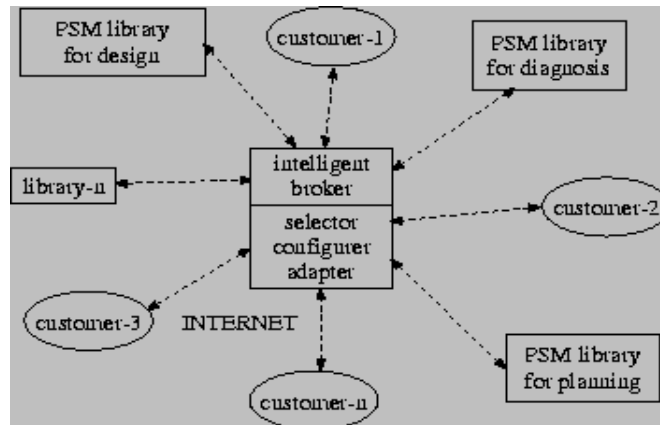 PSM library
for design
customer-1
PSM library
for diagnosis
intelligent
broker
library-n
selector
configurer
adapter
customer-2
customer-3
INTERNET
PSM library
for planning
customer-n